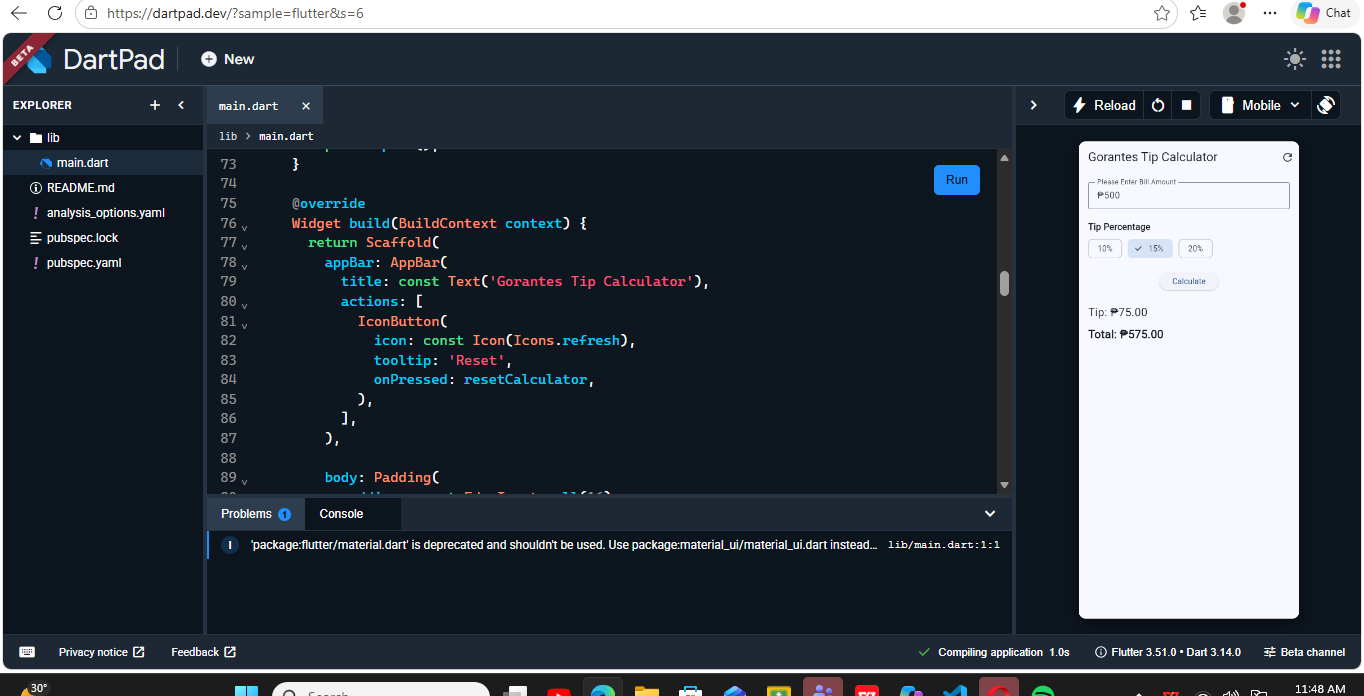 https://dartpad.dev/?sample=flutter&s=6
Chat
BETA
DartPad
New
EXPLORER
lib
main.dart
README.md
analysis_options.yaml
pubspec.lock
pubspec.yaml
main.dart
lib > main.dart
Run
73 }
74
75 @override
76 Widget build(BuildContext context) {
77 return Scaffold(
78 appBar: AppBar(
79 title: const Text('Gorantes Tip Calculator'),
80 actions: [
81 IconButton(
82 icon: const Icon(Icons.refresh),
83 tooltip: 'Reset',
84 onPressed: resetCalculator,
85 ),
86 ],
87 ),
88
89 body: Padding(
Problems 1
Console
'package:flutter/material.dart' is deprecated and shouldn't be used. Use package:material_ui/material_ui.dart instead... lib/main.dart:1:1
Reload
Mobile
Gorantes Tip Calculator
Please Enter Bill Amount
₱500
Tip Percentage
10%
15%
20%
Calculate
Tip: ₱75.00
Total: ₱575.00
Privacy notice
Feedback
Compiling application 1.0s
Flutter 3.51.0 • Dart 3.14.0
Beta channel
30°
Search
11:48 AM